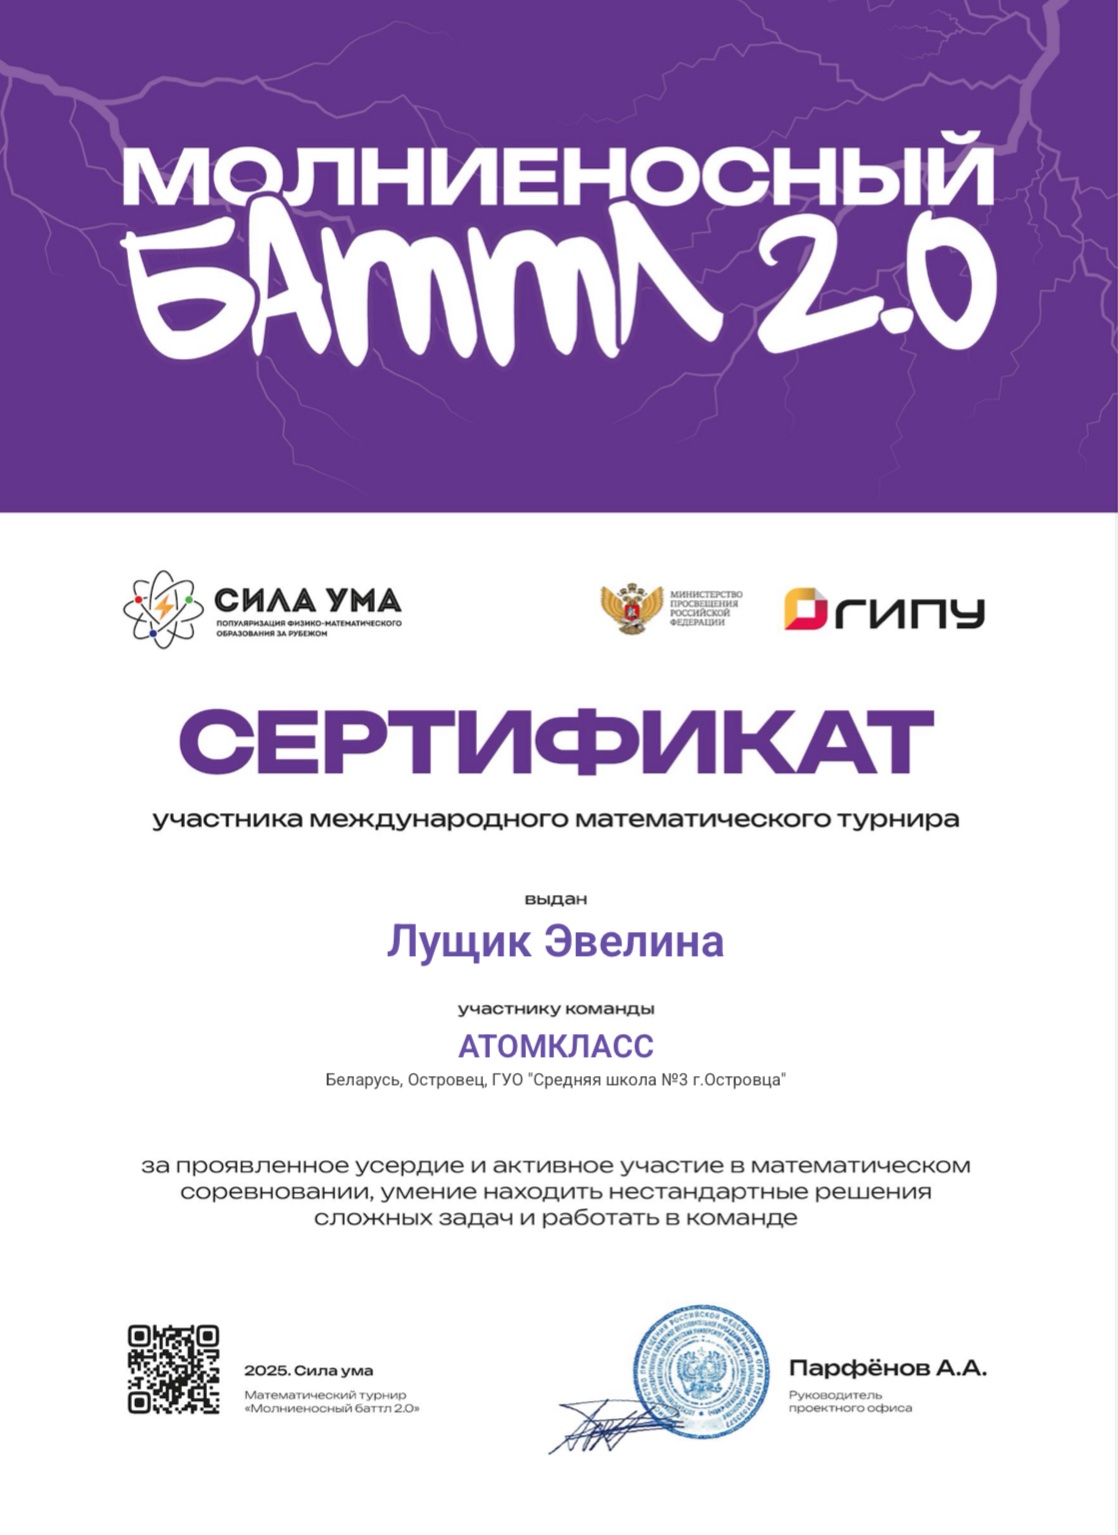 МОЛНИЕНОСНЫЙ
БАТТЛ 2.0
СИЛА УМА
ПОПУЛЯРИЗАЦИЯ ФИЗИКО-МАТЕМАТИЧЕСКОГО
ОБРАЗОВАНИЯ ЗА РУБЕЖОМ
МИНИСТЕРСТВО
ПРОСВЕЩЕНИЯ
РОССИЙСКОЙ
ФЕДЕРАЦИИ
ГИПУ
СЕРТИФИКАТ
участника международного математического турнира
выдан
Лущик Эвелина
участнику команды
АТОМКЛАСС
Беларусь, Островец, ГУО "Средняя школа №3 г.Островца"
за проявленное усердие и активное участие в математическом
соревновании, умение находить нестандартные решения
сложных задач и работать в команде
2025. Сила ума
Математический турнир
«Молниеносный баттл 2.0»
Парфёнов А.А.
Руководитель
проектного офиса